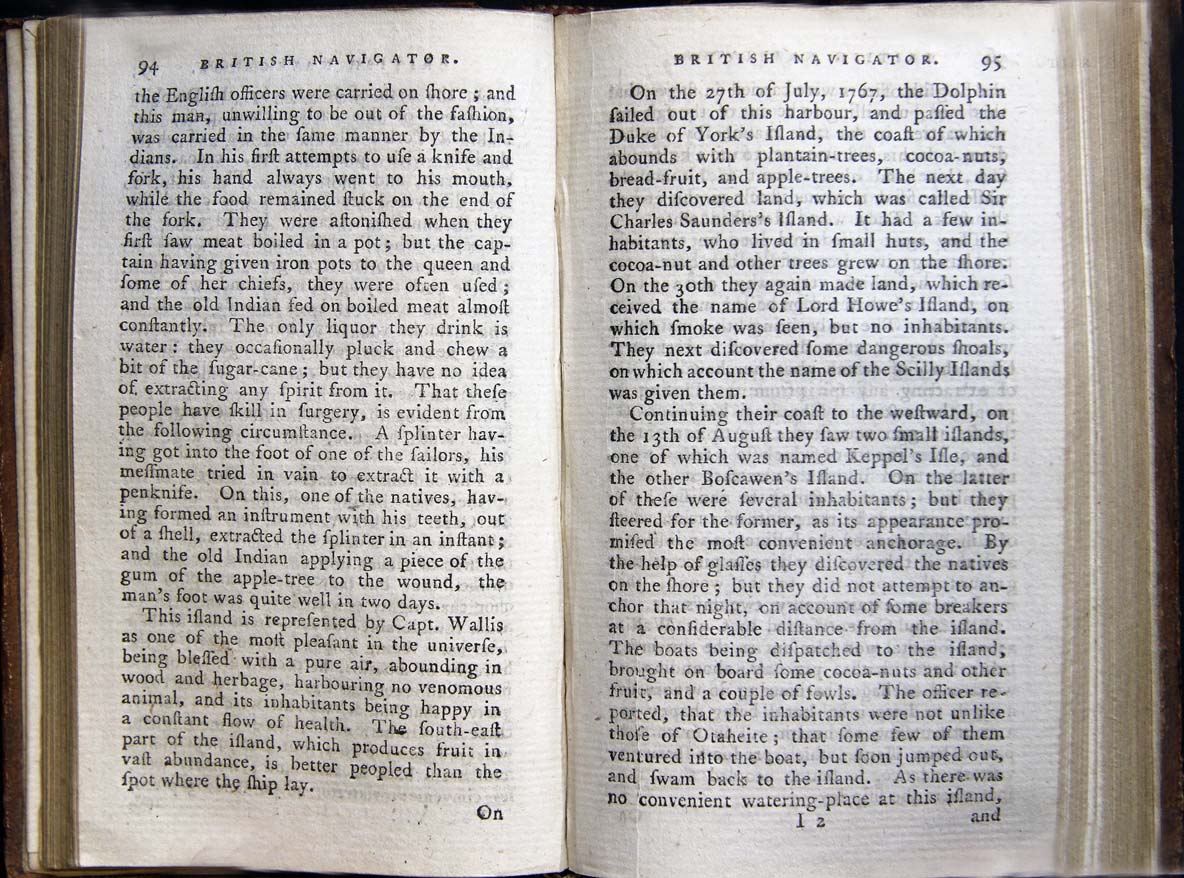 94 BRITISH NAVIGATOR.
the Engliſh officers were carried on ſhore ; and
this man, unwilling to be out of the faſhion,
was carried in the ſame manner by the In-
dians. In his firſt attempts to uſe a knife and
fork, his hand always went to his mouth,
while the food remained ſtuck on the end of
the fork. They were aſtoniſhed when they
firſt ſaw meat boiled in a pot ; but the cap-
tain having given iron pots to the queen and
ſome of her chiefs, they were often uſed ;
and the old Indian fed on boiled meat almoſt
conſtantly. The only liquor they drink is
water : they occaſionally pluck and chew a
bit of the ſugar-cane ; but they have no idea
of extracting any ſpirit from it. That theſe
people have ſkill in ſurgery, is evident from
the following circumſtance. A ſplinter hav-
ing got into the foot of one of the ſailors, his
meſſmate tried in vain to extract it with a
penknife. On this, one of the natives, hav-
ing formed an inſtrument with his teeth, out
of a ſhell, extracted the ſplinter in an inſtant ;
and the old Indian applying a piece of the
gum of the apple-tree to the wound, the
man's foot was quite well in two days.
This iſland is repreſented by Capt. Wallis
as one of the moſt pleaſant in the univerſe,
being bleſſed with a pure air, abounding in
wood and herbage, harbouring no venomous
animal, and its inhabitants being happy in
a conſtant flow of health. The ſouth-eaſt
part of the iſland, which produces fruit in
vaſt abundance, is better peopled than the
ſpot where the ſhip lay.
On
BRITISH NAVIGATOR. 95
On the 27th of July, 1767, the Dolphin
ſailed out of this harbour, and paſſed the
Duke of York's Iſland, the coaſt of which
abounds with plantain-trees, cocoa-nuts,
bread-fruit, and apple-trees. The next day
they diſcovered land, which was called Sir
Charles Saunders's Iſland. It had a few in-
habitants, who lived in ſmall huts, and the
cocoa-nut and other trees grew on the ſhore.
On the 30th they again made land, which re-
ceived the name of Lord Howe's Iſland, on
which ſmoke was ſeen, but no inhabitants.
They next diſcovered ſome dangerous ſhoals,
on which account the name of the Scilly Iſlands
was given them.
Continuing their coaſt to the weſtward, on
the 13th of Auguſt they ſaw two ſmall iſlands,
one of which was named Keppel's Iſle, and
the other Boſcawen's Iſland. On the latter
of theſe were ſeveral inhabitants ; but they
ſteered for the former, as its appearance pro-
miſed the moſt convenient anchorage. By
the help of glaſſes they diſcovered the natives
on the ſhore ; but they did not attempt to an-
chor that night, on account of ſome breakers
at a conſiderable diſtance from the iſland.
The boats being diſpatched to the iſland,
brought on board ſome cocoa-nuts and other
fruit, and a couple of fowls. The officer re-
ported, that the inhabitants were not unlike
thoſe of Otaheite ; that ſome few of them
ventured into the boat, but ſoon jumped out,
and ſwam back to the iſland. As there was
no convenient watering-place at this iſland,
I 2 and